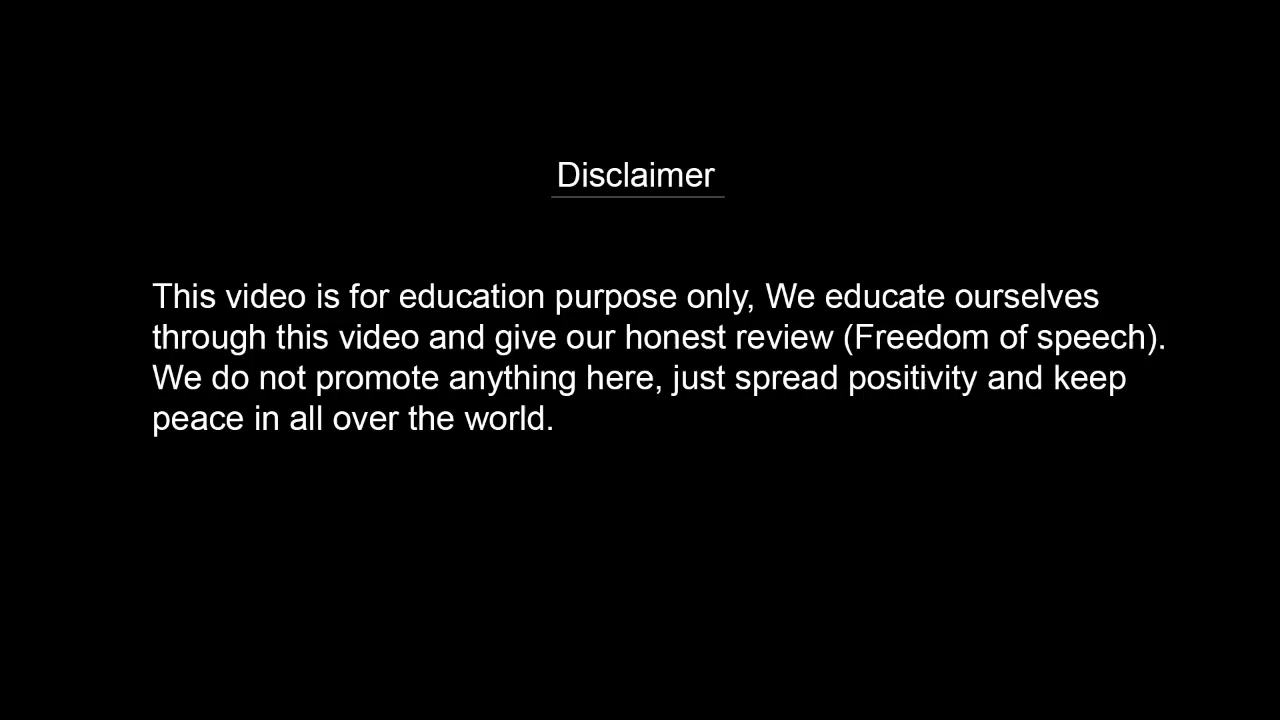 Disclaimer
This video is for education purpose only, We educate ourselves
through this video and give our honest review (Freedom of speech).
We do not promote anything here, just spread positivity and keep
peace in all over the world.